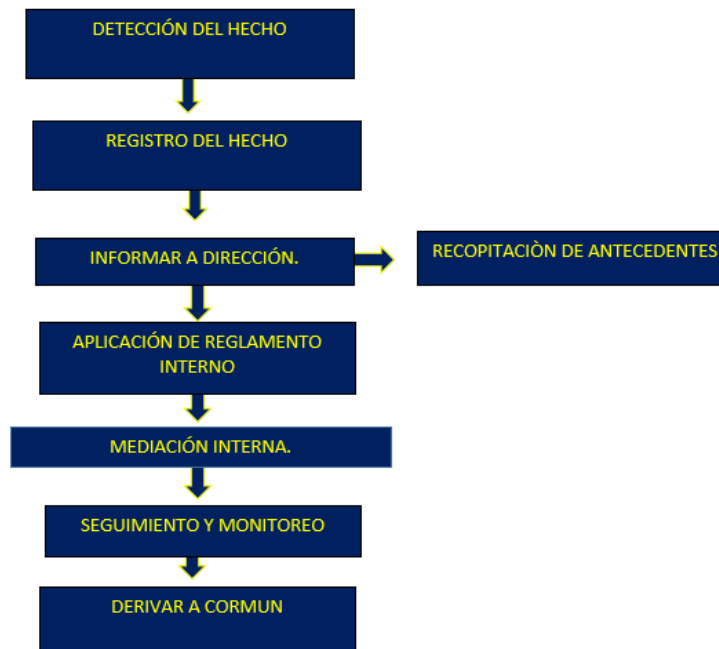 DETECCIÓN DEL HECHO
REGISTRO DEL HECHO
INFORMAR A DIRECCIÓN.
RECOPITACIÒN DE ANTECEDENTES
APLICACIÓN DE REGLAMENTO
INTERNO
MEDIACIÓN INTERNA.
SEGUIMIENTO Y MONITOREO
DERIVAR A CORMUN